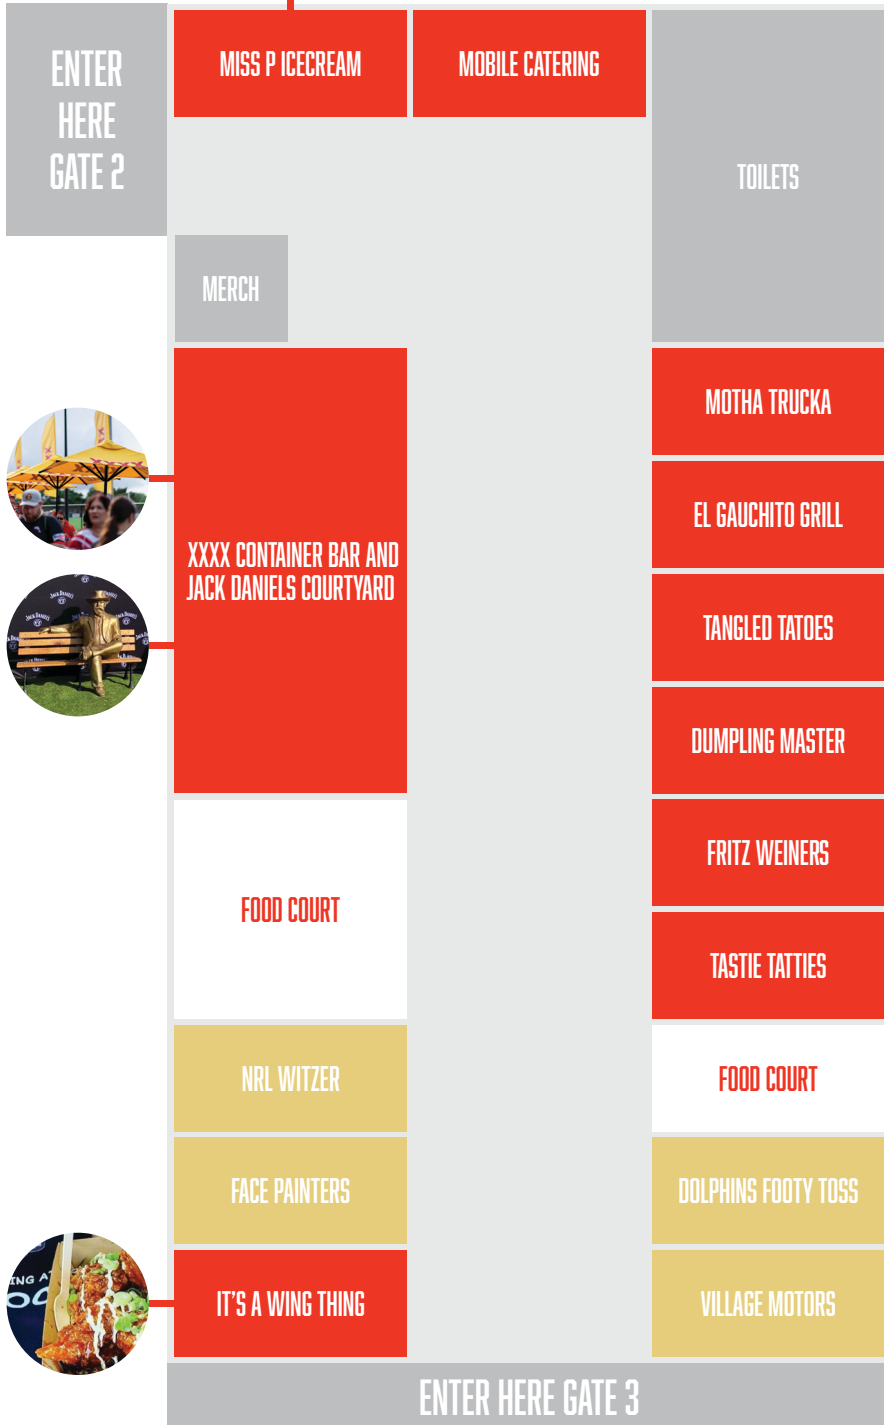 ENTER
HERE
GATE 2
MISS P ICECREAM
MOBILE CATERING
TOILETS
MERCH
MOTHA TRUCKA
EL GAUCHITO GRILL
XXXX CONTAINER BAR AND
JACK DANIELS COURTYARD
TANGLED TATOES
DUMPLING MASTER
FRITZ WEINERS
FOOD COURT
TASTIE TATTIES
NRL WITZER
FOOD COURT
FACE PAINTERS
DOLPHINS FOOTY TOSS
IT'S A WING THING
VILLAGE MOTORS
ENTER HERE GATE 3